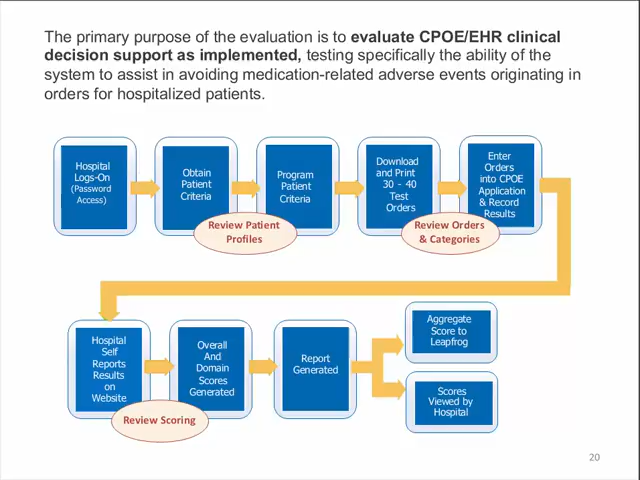 The primary purpose of the evaluation is to evaluate CPOE/EHR clinical
decision support as implemented, testing specifically the ability of the
system to assist in avoiding medication-related adverse events originating in
orders for hospitalized patients.
Hospital
Logs-On
(Password
Access)
Obtain
Patient
Criteria
Program
Patient
Criteria
Download
and Print
30 - 40
Test
Orders
Enter
Orders
into CPOE
Application
& Record
Results
Review Patient
Profiles
Review Orders
& Categories
Hospital
Self
Reports
Results
on
Website
Overall
And
Domain
Scores
Generated
Report
Generated
Aggregate
Score to
Leapfrog
Scores
Viewed by
Hospital
Review Scoring
20